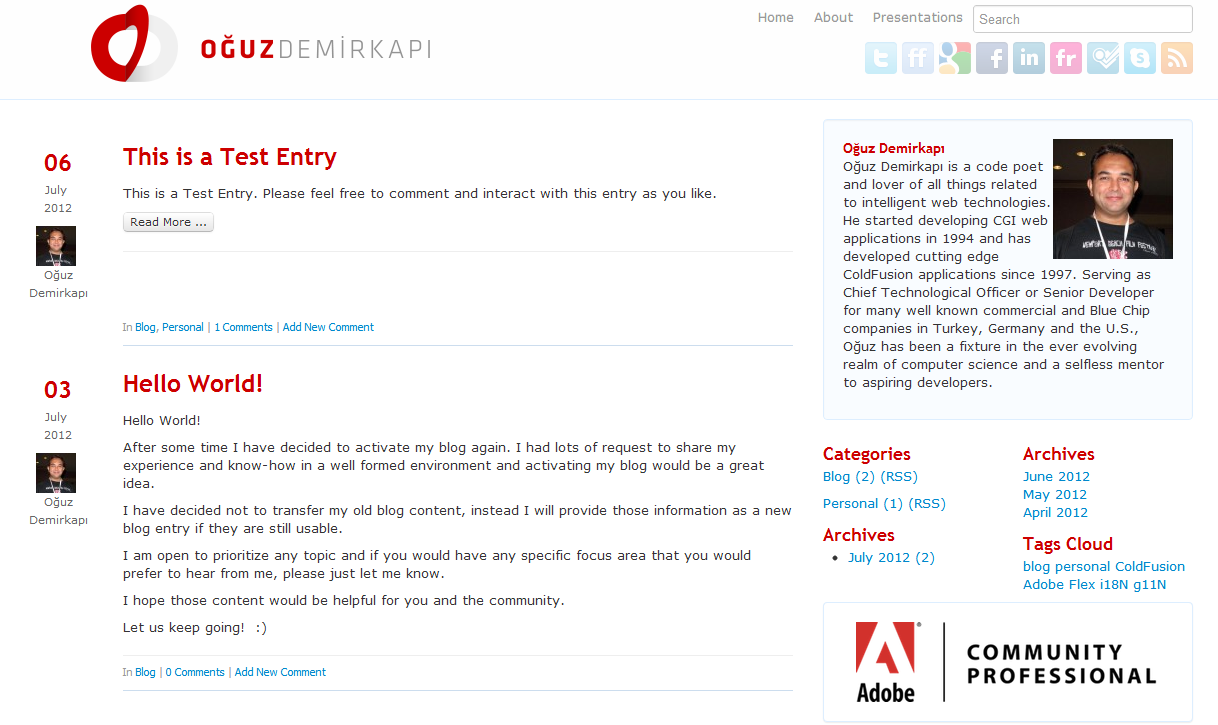 Home About Presentations Search
OĞUZDEMİRKAPI
t ff g f in fr S
06
July
2012
Oğuz
Demirkapı
This is a Test Entry
This is a Test Entry. Please feel free to comment and interact with this entry as you like.
Read More ...
In Blog, Personal | 1 Comments | Add New Comment
03
July
2012
Oğuz
Demirkapı
Hello World!
Hello World!
After some time I have decided to activate my blog again. I had lots of request to share my
experience and know-how in a well formed environment and activating my blog would be a great
idea.
I have decided not to transfer my old blog content, instead I will provide those information as a new
blog entry if they are still usable.
I am open to prioritize any topic and if you would have any specific focus area that you would
prefer to hear from me, please just let me know.
I hope those content would be helpful for you and the community.
Let us keep going! :)
In Blog | 0 Comments | Add New Comment
Oğuz Demirkapı
Oğuz Demirkapı is a code poet
and lover of all things related
to intelligent web technologies.
He started developing CGI web
applications in 1994 and has
developed cutting edge
ColdFusion applications since 1997. Serving as
Chief Technological Officer or Senior Developer
for many well known commercial and Blue Chip
companies in Turkey, Germany and the U.S.,
Oğuz has been a fixture in the ever evolving
realm of computer science and a selfless mentor
to aspiring developers.
Categories
Blog (2) (RSS)
Personal (1) (RSS)
Archives
• July 2012 (2)
Archives
June 2012
May 2012
April 2012
Tags Cloud
blog personal ColdFusion
Adobe Flex i18N g11N
Adobe
COMMUNITY
PROFESSIONAL